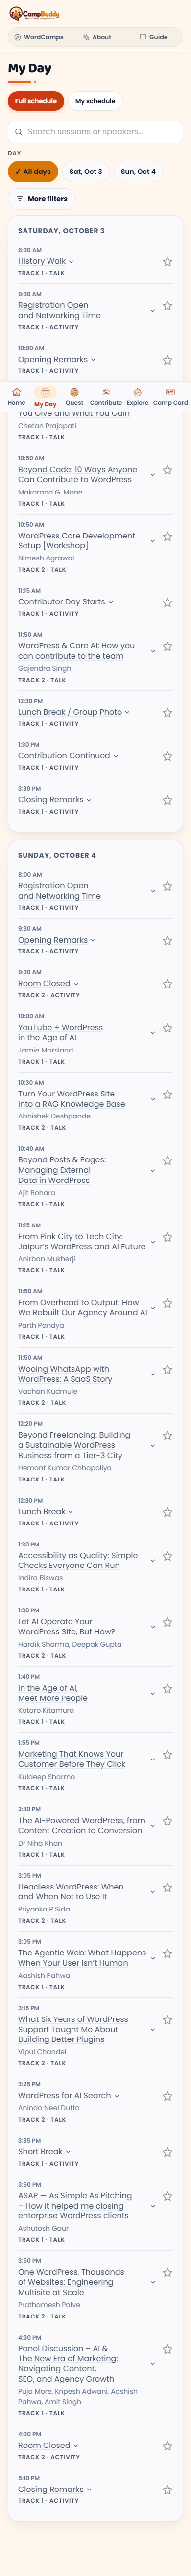 CampBuddy
WordCamps
About
Guide
My Day
Full schedule
My schedule
Search sessions or speakers...
DAY
✓ All days
Sat, Oct 3
Sun, Oct 4
More filters
SATURDAY, OCTOBER 3
8:30 AM
History Walk
TRACK 1 · TALK
9:30 AM
Registration Open
and Networking Time
TRACK 1 · ACTIVITY
10:00 AM
Opening Remarks
TRACK 1 · ACTIVITY
Home
My Day
Quest
Contribute
Explore
Camp Card
You Give and What You Gain
Chetan Prajapati
TRACK 1 · TALK
10:50 AM
Beyond Code: 10 Ways Anyone
Can Contribute to WordPress
Makarand G. Mane
TRACK 1 · TALK
10:50 AM
WordPress Core Development
Setup [Workshop]
Nimesh Agrawal
TRACK 2 · TALK
11:15 AM
Contributor Day Starts
TRACK 1 · ACTIVITY
11:50 AM
WordPress & Core AI: How you
can contribute to the team
Gajendra Singh
TRACK 2 · TALK
12:30 PM
Lunch Break / Group Photo
TRACK 1 · ACTIVITY
1:30 PM
Contribution Continued
TRACK 1 · ACTIVITY
3:30 PM
Closing Remarks
TRACK 1 · ACTIVITY
SUNDAY, OCTOBER 4
8:00 AM
Registration Open
and Networking Time
TRACK 1 · ACTIVITY
9:30 AM
Opening Remarks
TRACK 1 · ACTIVITY
9:30 AM
Room Closed
TRACK 2 · ACTIVITY
10:00 AM
YouTube + WordPress
in the Age of AI
Jamie Marsland
TRACK 1 · TALK
10:30 AM
Turn Your WordPress Site
into a RAG Knowledge Base
Abhishek Deshpande
TRACK 2 · TALK
10:40 AM
Beyond Posts & Pages:
Managing External
Data in WordPress
Ajit Bohara
TRACK 1 · TALK
11:15 AM
From Pink City to Tech City:
Jaipur's WordPress and AI Future
Anirban Mukherji
TRACK 1 · TALK
11:50 AM
From Overhead to Output: How
We Rebuilt Our Agency Around AI
Parth Pandya
TRACK 1 · TALK
11:50 AM
Wooing WhatsApp with
WordPress: A SaaS Story
Vachan Kudmule
TRACK 2 · TALK
12:20 PM
Beyond Freelancing: Building
a Sustainable WordPress
Business from a Tier-3 City
Hemant Kumar Chhapoliya
TRACK 1 · TALK
12:30 PM
Lunch Break
TRACK 1 · ACTIVITY
1:30 PM
Accessibility as Quality: Simple
Checks Everyone Can Run
Indira Biswas
TRACK 1 · TALK
1:30 PM
Let AI Operate Your
WordPress Site, But How?
Hardik Sharma, Deepak Gupta
TRACK 2 · TALK
1:40 PM
In the Age of AI,
Meet More People
Kotaro Kitamura
TRACK 1 · TALK
1:55 PM
Marketing That Knows Your
Customer Before They Click
Kuldeep Sharma
TRACK 1 · TALK
2:30 PM
The AI-Powered WordPress, from
Content Creation to Conversion
Dr Niha Khan
TRACK 1 · TALK
3:05 PM
Headless WordPress: When
and When Not to Use It
Priyanka P Sida
TRACK 2 · TALK
3:05 PM
The Agentic Web: What Happens
When Your User Isn't Human
Aashish Pahwa
TRACK 1 · TALK
3:15 PM
What Six Years of WordPress
Support Taught Me About
Building Better Plugins
Vipul Chandel
TRACK 2 · TALK
3:25 PM
WordPress for AI Search
Anindo Neel Dutta
TRACK 2 · TALK
3:35 PM
Short Break
TRACK 1 · ACTIVITY
3:50 PM
ASAP — As Simple As Pitching
– How it helped me closing
enterprise WordPress clients
Ashutosh Gaur
TRACK 1 · TALK
3:50 PM
One WordPress, Thousands
of Websites: Engineering
Multisite at Scale
Prathamesh Palve
TRACK 2 · TALK
4:30 PM
Panel Discussion – AI &
The New Era of Marketing:
Navigating Content,
SEO, and Agency Growth
Puja More, Kripesh Adwani, Aashish
Pahwa, Amit Singh
TRACK 1 · TALK
4:30 PM
Room Closed
TRACK 2 · ACTIVITY
5:10 PM
Closing Remarks
TRACK 1 · ACTIVITY